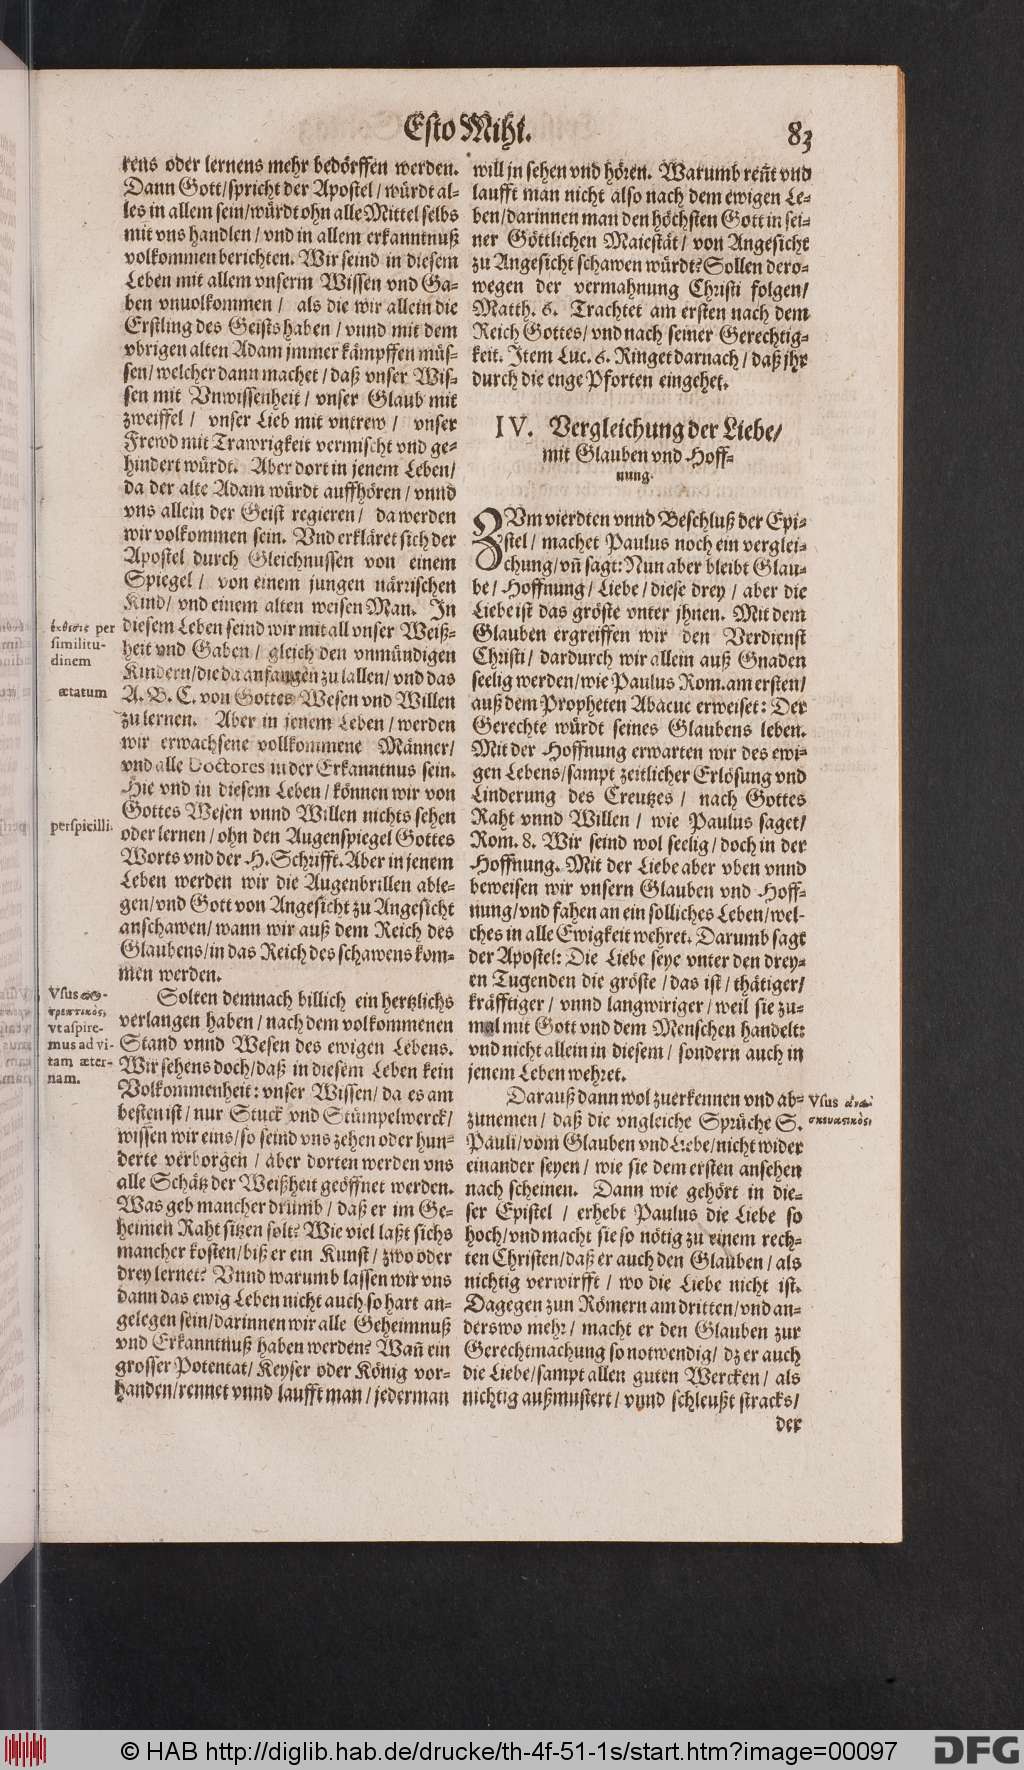 Esto Mihi.
83
rens oder lernens mehr bedörffen werden.
Dann Gott/spricht der Apostel/würdt al-
les in allem sein/würdt ohn alle Mittel selbs
mit vns handlen/vnd in allem erkanntnuß
volkommen berichten. Wir seind in diesem
Leben mit allem vnserm Wissen vnd Ga-
ben vnuolkommen/ als die wir allein die
Erstling des Geists haben/vnnd mit dem
vbrigen alten Adam jmmer kämpffen müs-
sen/welcher dann machet/daß vnser Wis-
sen mit Vnwissenheit/vnser Glaub mit
zweiffel/ vnser Lieb mit vntrew/ vnser
Frewd mit Trawrigkeit vermischt vnd ge-
hindert würdt. Aber dort in jenem Leben/
da der alte Adam würdt auffhören/vnnd
vns allein der Geist regieren/ da werden
wir volkommen sein. Vnd erkläret sich der
Apostel durch Gleichnussen von einem
Spiegel/ von einem jungen närrischen
Kind/vnd einem alten weisen Man. In
diesem Leben seind wir mit all vnser Weiß-
heit vnd Gaben/ gleich den vnmündigen
Kindern/die da anfangen zu lallen/vnd das
A. B. C. von Gottes Wesen vnd Willen
zu lernen. Aber in jenem Leben/werden
wir erwachsene vollkommene Männer/
vnd alle Doctores in der Erkanntnus sein.
Hie vnd in diesem Leben/können wir von
Gottes Wesen vnnd Willen nichts sehen
oder lernen/ohn den Augenspiegel Gottes
Worts vnd der H. Schrifft. Aber in jenem
Leben werden wir die Augenbrillen able-
gen/vnd Gott von Angesicht zu Angesicht
anschawen/wann wir auß dem Reich des
Glaubens/in das Reich des schawens kom-
men werden.
Solten demnach billich ein hertzlichs
verlangen haben/nach dem volkommenen
Stand vnnd Wesen des ewigen Lebens.
Wir sehens doch/daß in diesem Leben kein
Volkommenheit: vnser Wissen/da es am
besten ist/nur Stuck vnd Stümpelwerck/
wissen wir eins/so seind vns zehen oder hun-
derte verborgen/aber dorten werden vns
alle Schätz der Weißheit geöffnet werden.
Was geb mancher drümb/daß er im Ge-
heimen Raht sitzen solt? Wie viel laßt sichs
mancher kosten/biß er ein Kunst/zwo oder
drey lernet? Vnnd warumb lassen wir vns
dann das ewig Leben nicht auch so hart an-
gelegen sein/darinnen wir alle Geheimnuß
vnd Erkanntnuß haben werden? Wañ ein
grosser Potentat/Keyser oder König vor-
handen/rennet vnnd laufft man/jederman
ἔκθεσις per
similitu-
dinem
ætatum
perspicilli.
Vsus
vt aspire-
mus ad vi-
tam æter-
nam.
will jn sehen vnd hören. Warumb reñt vnd
laufft man nicht also nach dem ewigen Le-
ben/darinnen man den höchsten Gott in sei-
ner Göttlichen Maiestät/ von Angesicht
zu Angesicht schawen würdt? Sollen dero-
wegen der vermahnung Christi folgen/
Matth. 6. Trachtet am ersten nach dem
Reich Gottes/vnd nach seiner Gerechtig-
keit. Item Luc. 6. Ringet darnach/daß jhr
durch die enge Pforten eingehet.
IV. Vergleichung der Liebe/
mit Glauben vnd Hoff-
nung.
ZVm vierdten vnnd Beschluß der Epi-
stel/machet Paulus noch ein verglei-
chung/vñ sagt: Nun aber bleibt Glau-
be/Hoffnung/Liebe/diese drey/ aber die
Liebe ist das gröste vnter jhnen. Mit dem
Glauben ergreiffen wir den Verdienst
Christi/dardurch wir allein auß Gnaden
seelig werden/wie Paulus Rom. am ersten/
auß dem Propheten Abacuc erweiset: Der
Gerechte würdt seines Glaubens leben.
Mit der Hoffnung erwarten wir des ewi-
gen Lebens/sampt zeitlicher Erlösung vnd
Linderung des Creutzes/ nach Gottes
Raht vnnd Willen/ wie Paulus saget/
Rom. 8. Wir seind wol seelig/doch in der
Hoffnung. Mit der Liebe aber vben vnnd
beweisen wir vnsern Glauben vnd Hoff-
nung/vnd fahen an ein solliches Leben/wel-
ches in alle Ewigkeit wehret. Darumb sagt
der Apostel: Die Liebe seye vnter den drey-
en Tugenden die gröste/das ist/thätiger/
kräfftiger/vnnd langwiriger/weil sie zu-
mal mit Gott vnd dem Menschen handelt:
vnd nicht allein in diesem/ sondern auch in
jenem Leben wehret.
Darauß dann wol zuerkennen vnd ab-
zunemen/daß die vngleiche Sprüche S.
Pauli/vom Glauben vnd Liebe/nicht wider
einander seyen/wie sie dem ersten ansehen
nach scheinen. Dann wie gehört in die-
ser Epistel/erhebt Paulus die Liebe so
hoch/vnd macht sie so nötig zu einem rech-
ten Christen/daß er auch den Glauben/als
nichtig verwirfft/wo die Liebe nicht ist.
Dagegen zun Römern am dritten/vnd an-
derswo mehr/macht er den Glauben zur
Gerechtmachung so notwendig/dz er auch
die Liebe/sampt allen guten Wercken/als
nichtig außmustert/vnnd schleußt stracks/
der
Vsus
© HAB http://diglib.hab.de/drucke/th-4f-51-1s/start.htm?image=00097
DFG